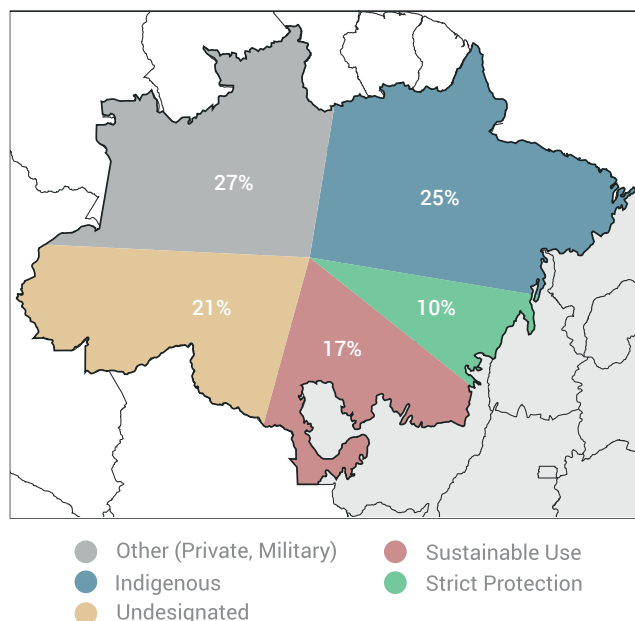 27%
25%
21%
10%
17%
Other (Private, Military)
Sustainable Use
Indigenous
Strict Protection
Undesignated